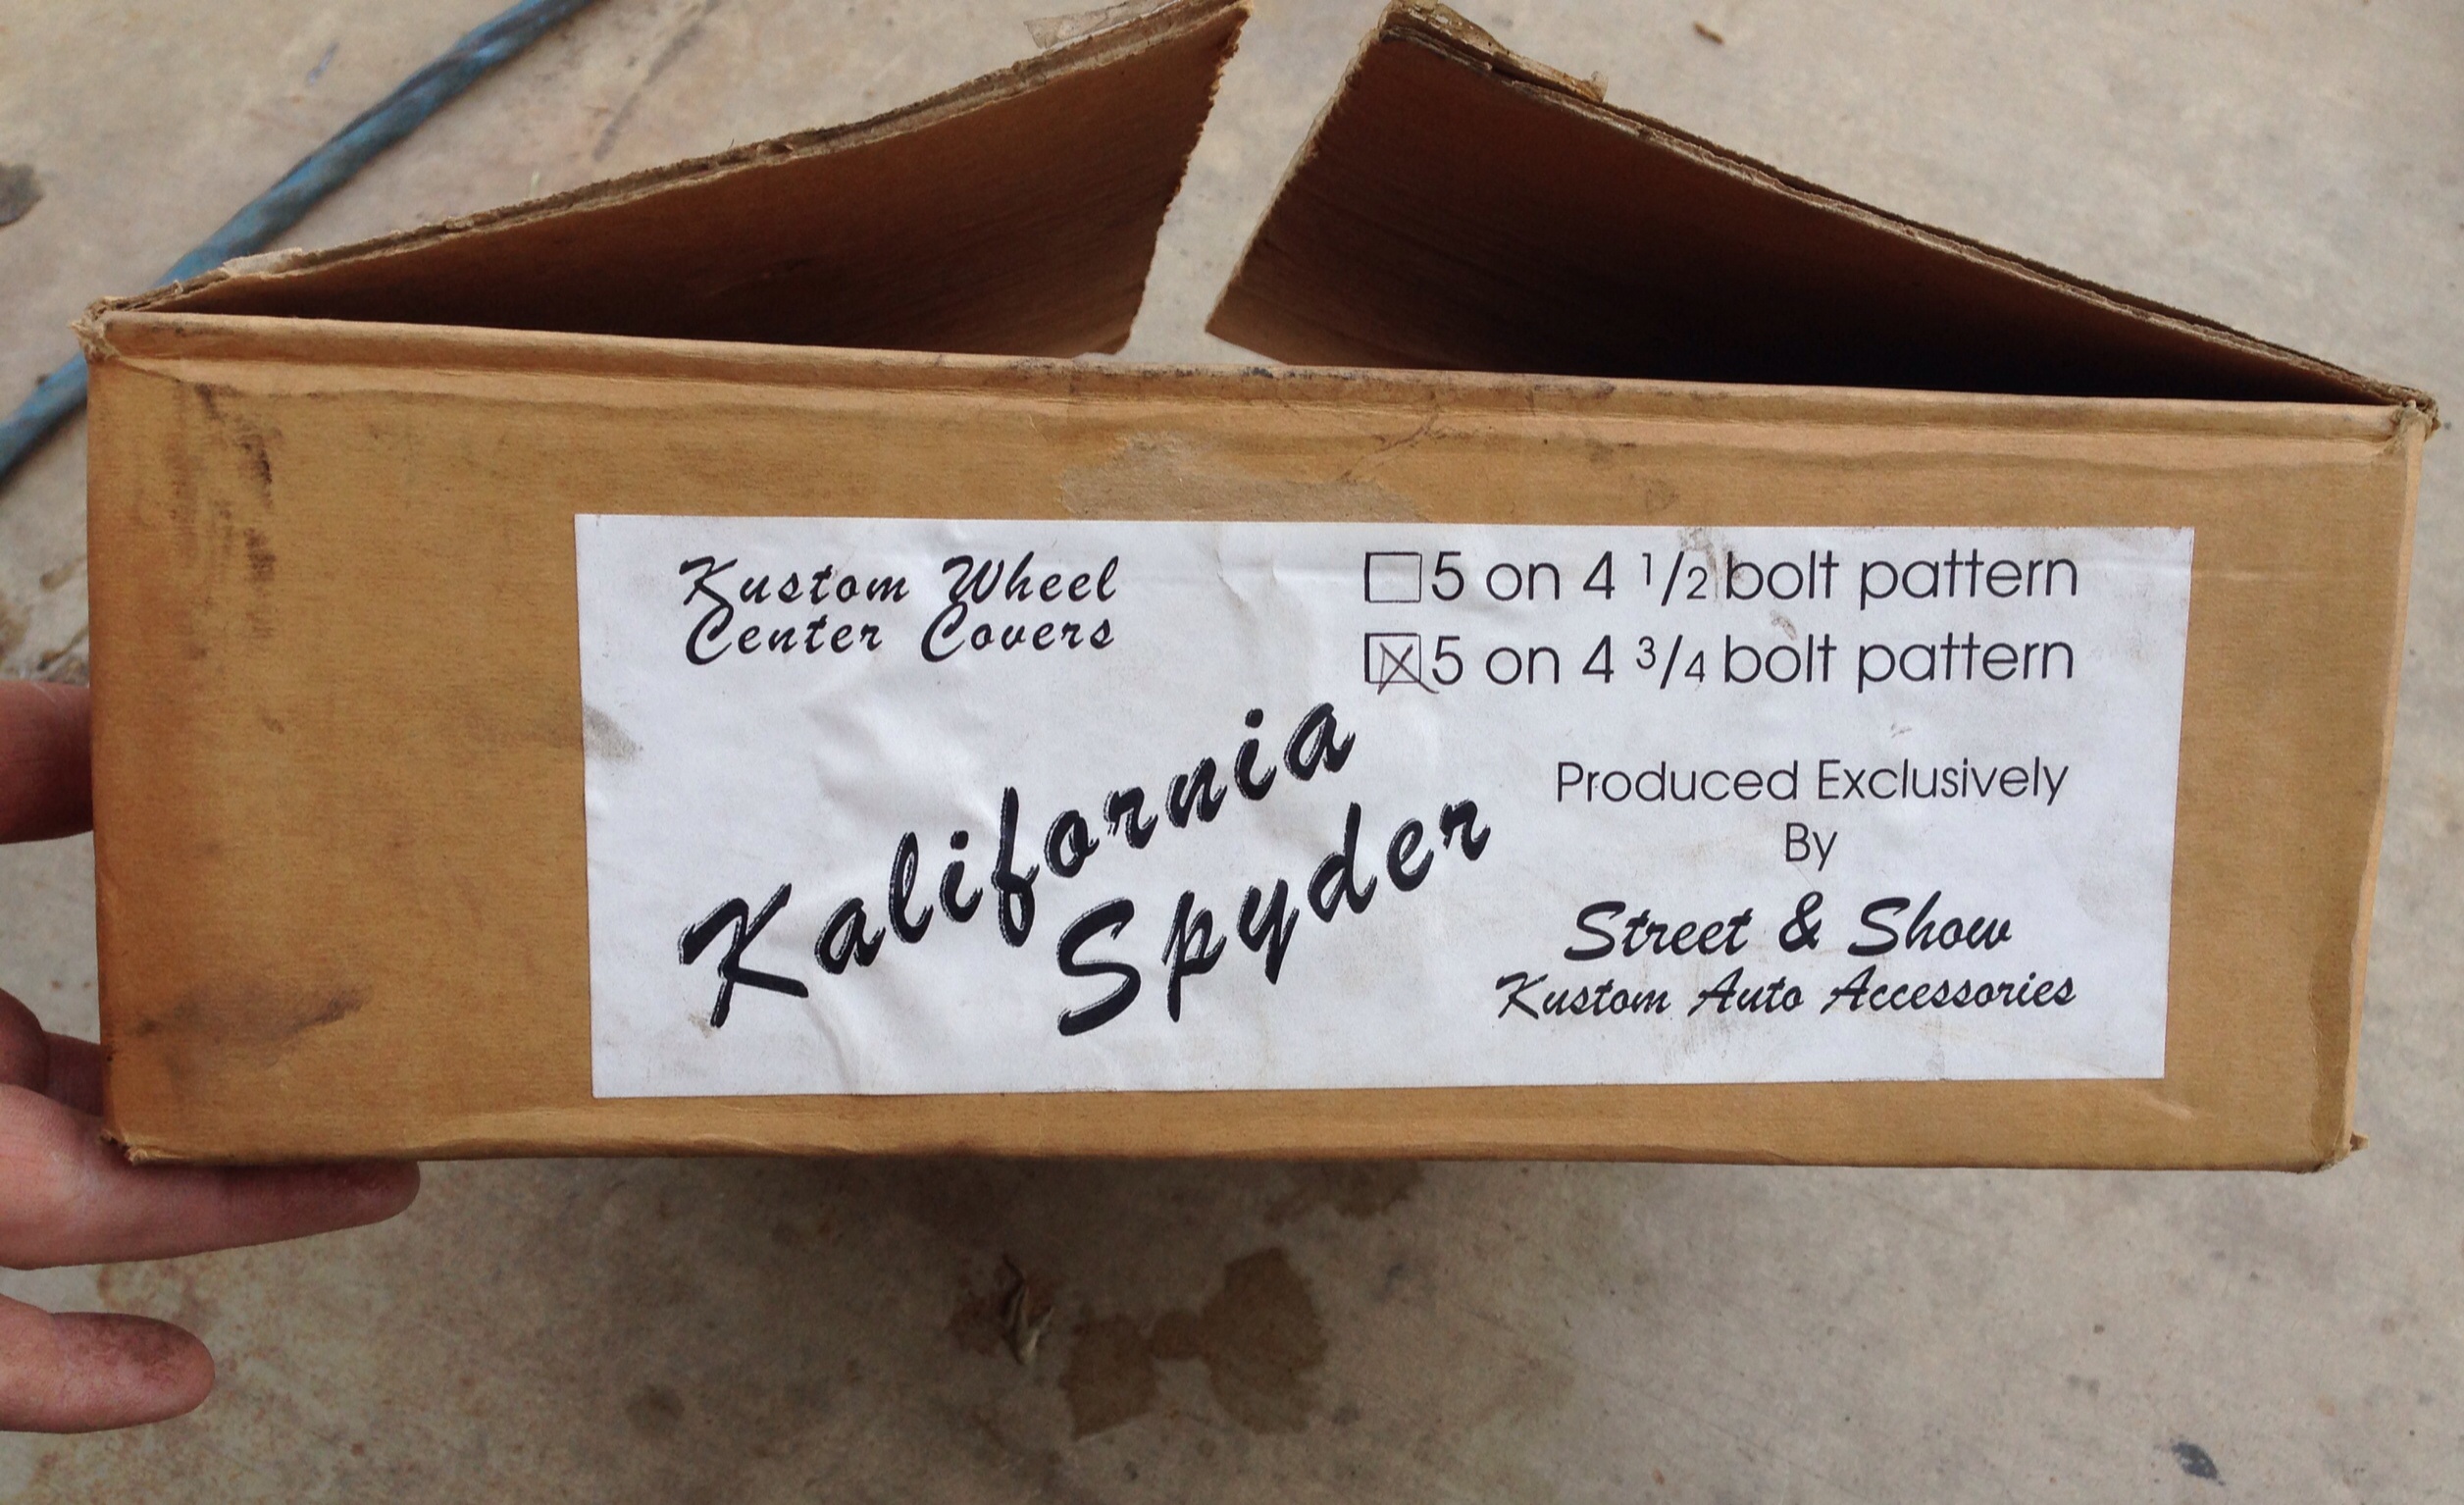 Kustom Wheel
Center Covers
☐ 5 on 4 1/2 bolt pattern
☒ 5 on 4 3/4 bolt pattern
Kalifornia
Spyder
Produced Exclusively
By
Street & Show
Kustom Auto Accessories